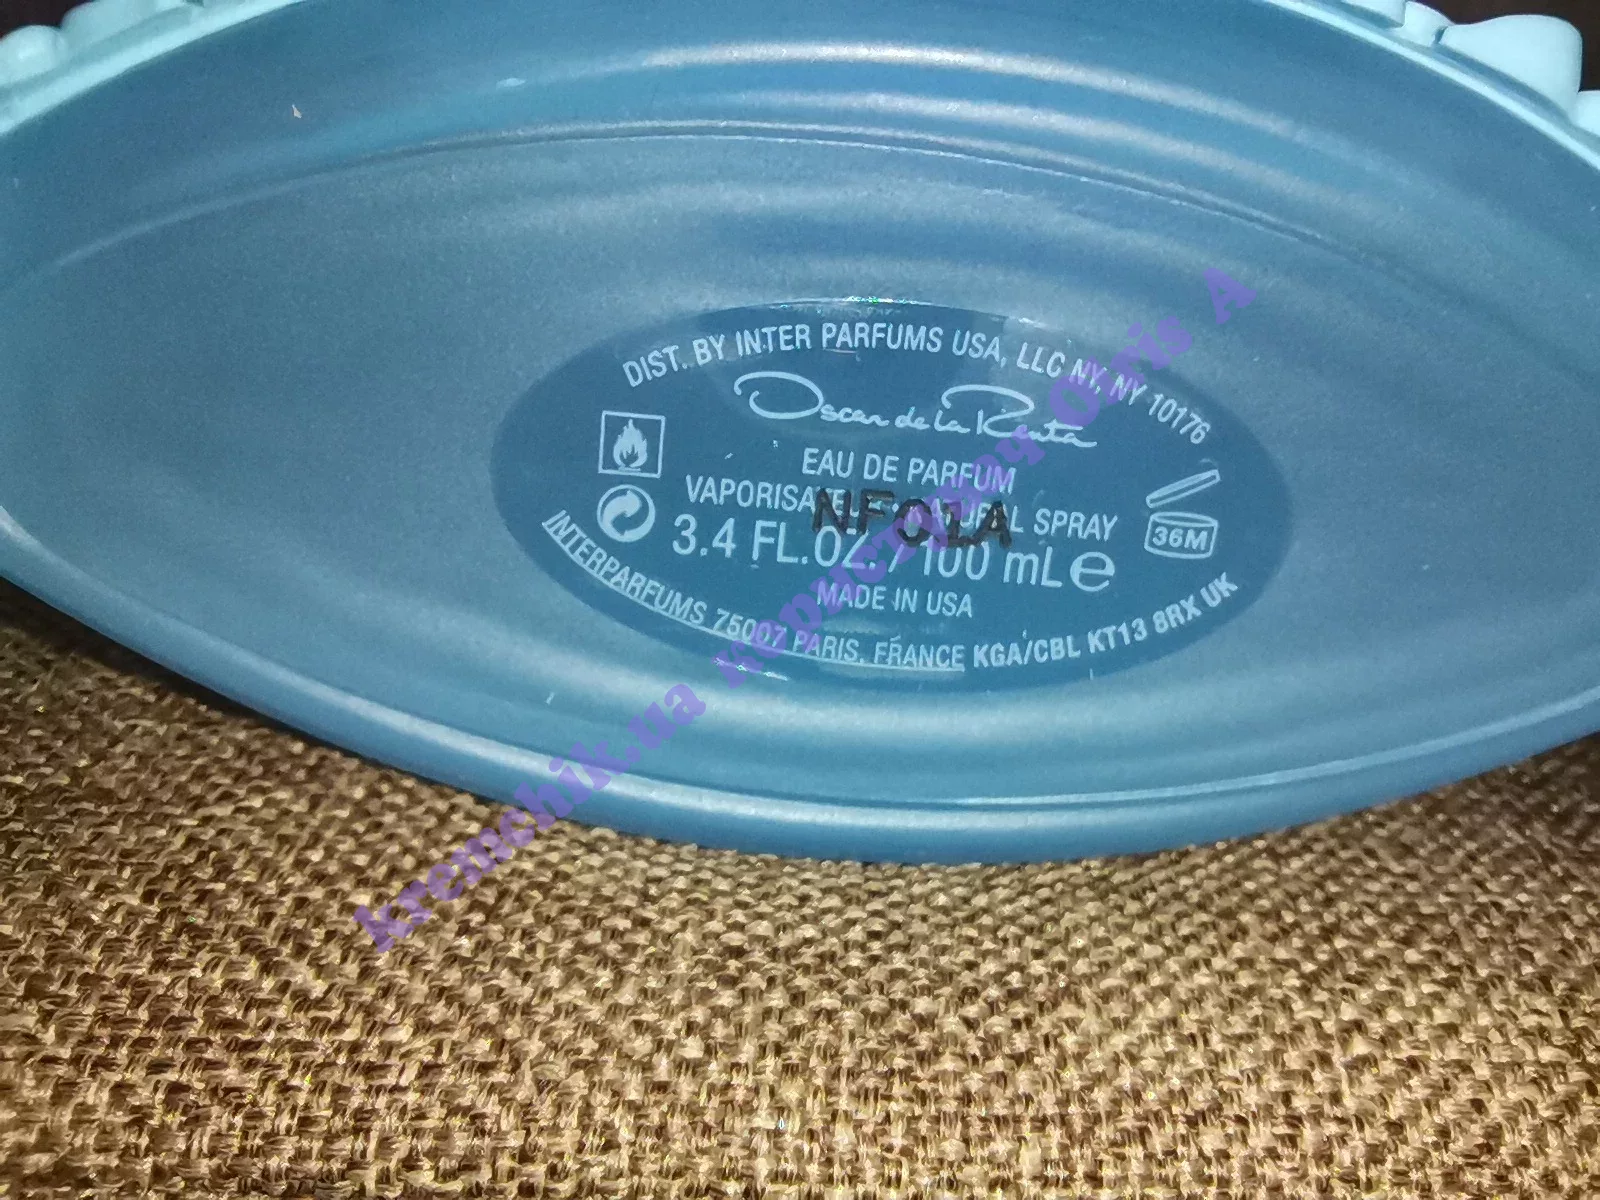 DIST. BY INTER PARFUMS USA, LLC NY, NY 10176
Oscar de la Renta
EAU DE PARFUM
VAPORISATEUR NATURAL SPRAY
NF01A
3.4 FL.OZ. / 100 mL e
36M
MADE IN USA
INTERPARFUMS 75007 PARIS, FRANCE KGA/CBL KT13 8RX UK
kremchik.ua користувач Osiris A